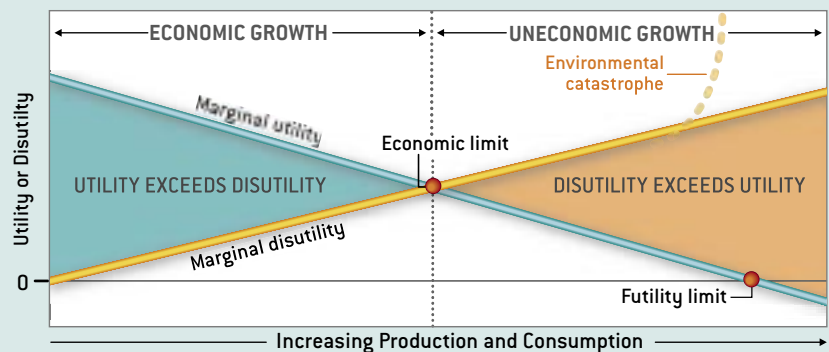 ECONOMIC GROWTH
UNECONOMIC GROWTH
Environmental
catastrophe
Marginal utility
Economic limit
UTILITY EXCEEDS DISUTILITY
DISUTILITY EXCEEDS UTILITY
Utility or Disutility
Marginal disutility
0
Futility limit
Increasing Production and Consumption